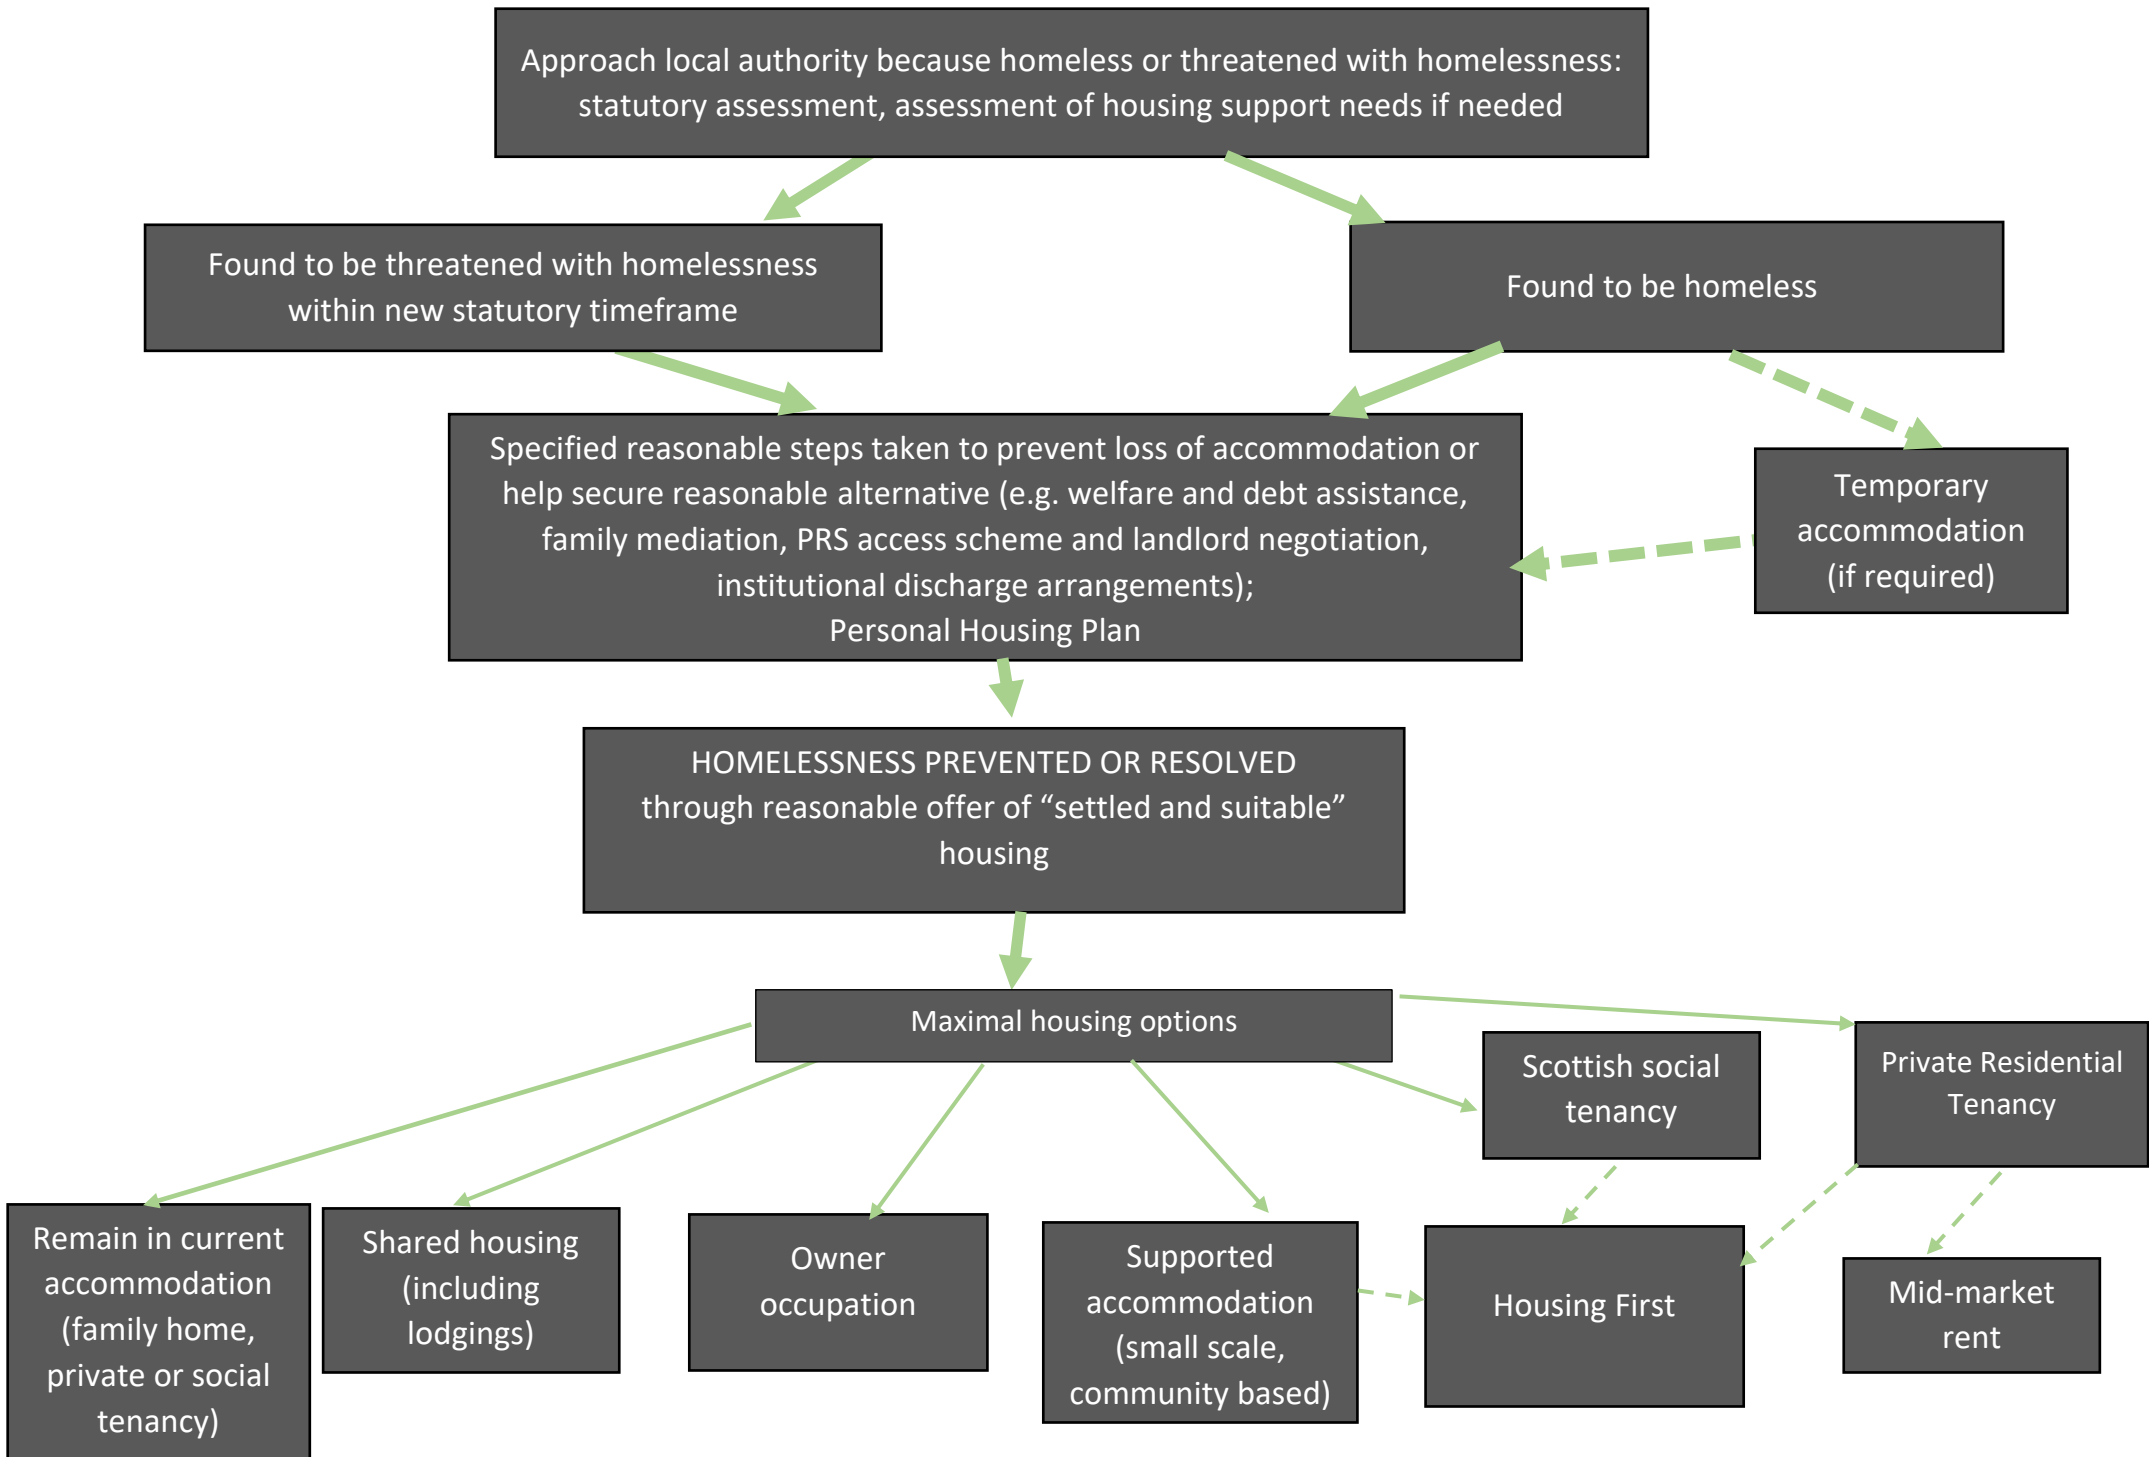 Approach local authority because homeless or threatened with homelessness:
statutory assessment, assessment of housing support needs if needed
Found to be threatened with homelessness
within new statutory timeframe
Found to be homeless
Specified reasonable steps taken to prevent loss of accommodation or
help secure reasonable alternative (e.g. welfare and debt assistance,
family mediation, PRS access scheme and landlord negotiation,
institutional discharge arrangements);
Personal Housing Plan
Temporary
accommodation
(if required)
HOMELESSNESS PREVENTED OR RESOLVED
through reasonable offer of “settled and suitable”
housing
Maximal housing options
Scottish social
tenancy
Private Residential
Tenancy
Remain in current
accommodation
(family home,
private or social
tenancy)
Shared housing
(including
lodgings)
Owner
occupation
Supported
accommodation
(small scale,
community based)
Housing First
Mid-market
rent